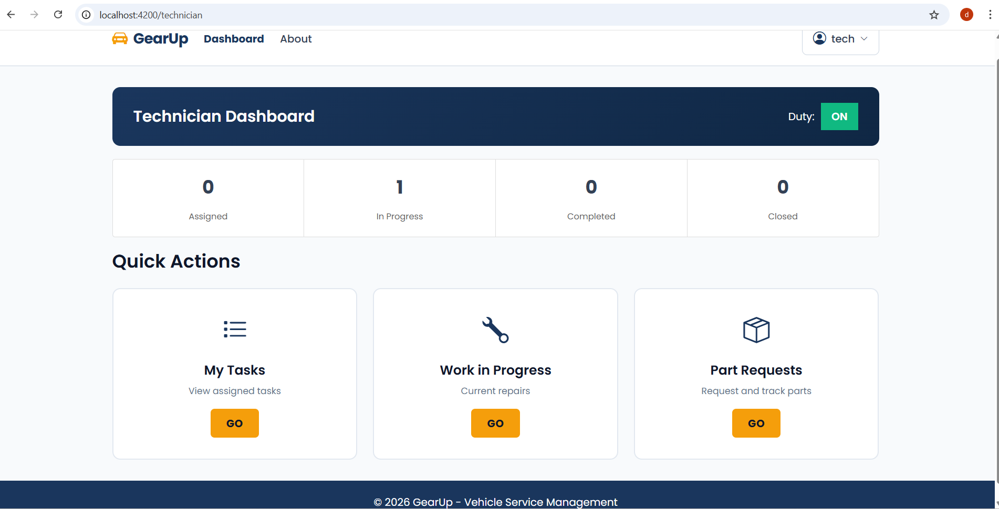 localhost:4200/technician
d
GearUp Dashboard About tech
Technician Dashboard Duty: ON
0 1 0 0
Assigned In Progress Completed Closed
Quick Actions
My Tasks Work in Progress Part Requests
View assigned tasks Current repairs Request and track parts
GO GO GO
© 2026 GearUp - Vehicle Service Management